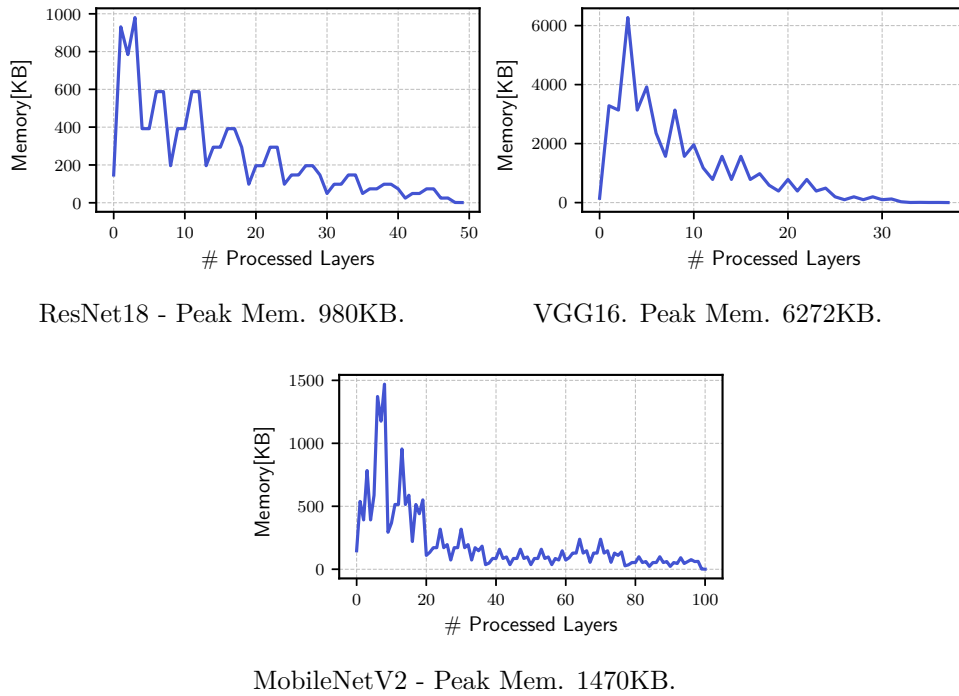 1000
800
600
400
200
0
Memory[KB]
0 10 20 30 40 50
# Processed Layers
ResNet18 - Peak Mem. 980KB.
6000
4000
2000
0
Memory[KB]
0 10 20 30
# Processed Layers
VGG16. Peak Mem. 6272KB.
1500
1000
500
0
Memory[KB]
0 20 40 60 80 100
# Processed Layers
MobileNetV2 - Peak Mem. 1470KB.